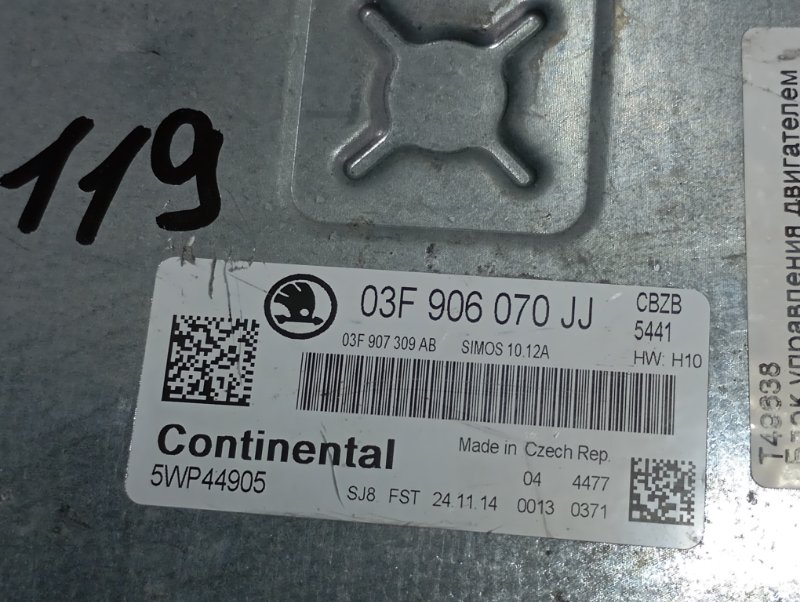 119
03F 906 070 JJ
CBZB
5441
03F 907 309 AB SIMOS 10.12A
HW: H10
Continental
5WP44905
Made in Czech Rep.
04 4477
SJ8 FST 24.11.14 0013 0371
T49638
Блок управления двигателем